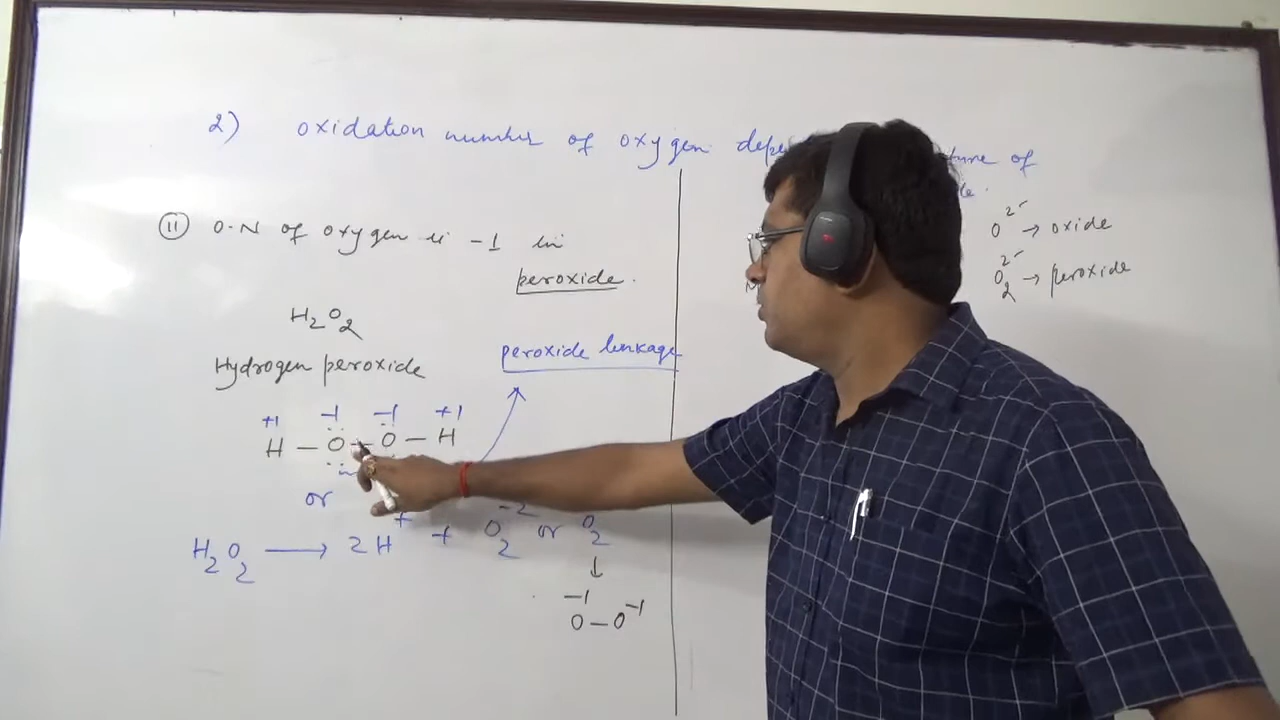 2) oxidation number of oxygen of
(ii) O.N of oxygen is -1 in
peroxide.
H2O2
Hydrogen peroxide
peroxide linkage
+1 -1 -1 +1
H — O — O — H
or
H2O2 ⟶ 2H⁺ + O2⁻² or O2
↓
-1
O — O⁻¹
O²⁻ → oxide
O2²⁻ → peroxide